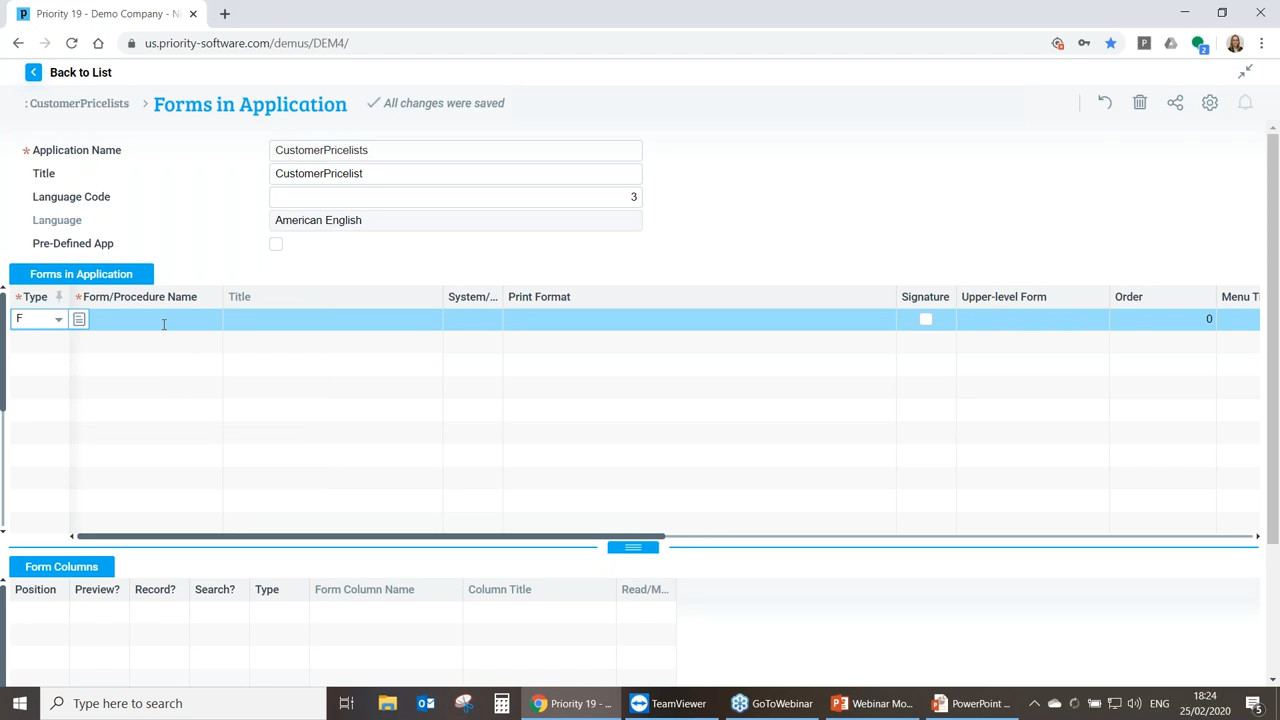 Priority 19 - Demo Company - N
us.priority-software.com/demus/DEM4/
2
Back to List
: CustomerPricelists > Forms in Application All changes were saved
* Application Name CustomerPricelists
Title CustomerPricelist
Language Code 3
Language American English
Pre-Defined App
Forms in Application
* Type * Form/Procedure Name Title System/... Print Format Signature Upper-level Form Order Menu Ti
F 0
Form Columns
Position Preview? Record? Search? Type Form Column Name Column Title Read/M...
Type here to search
Priority 19 - ...
TeamViewer
GoToWebinar
Webinar Mo...
PowerPoint ...
ENG
18:24
25/02/2020
5